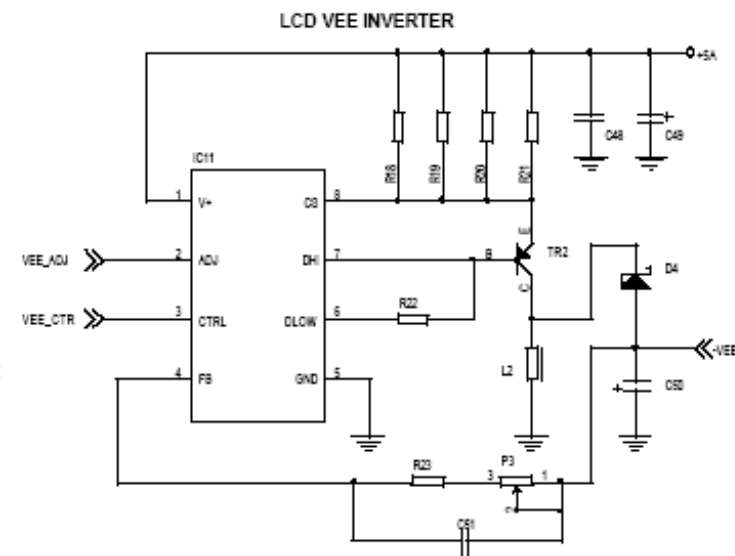 LCD VEE INVERTER
+5A
R18
R19
R20
R21
C48
+
C49
IC11
1
V+
CS
8
VEE_ADJ
2
ADJ
DHI
7
B
E
TR2
C
D4
VEE_CTR
3
CTRL
DLOW
6
R22
-VEE
4
FB
GND
5
L2
+
C50
R23
3
P3
1
2
C51